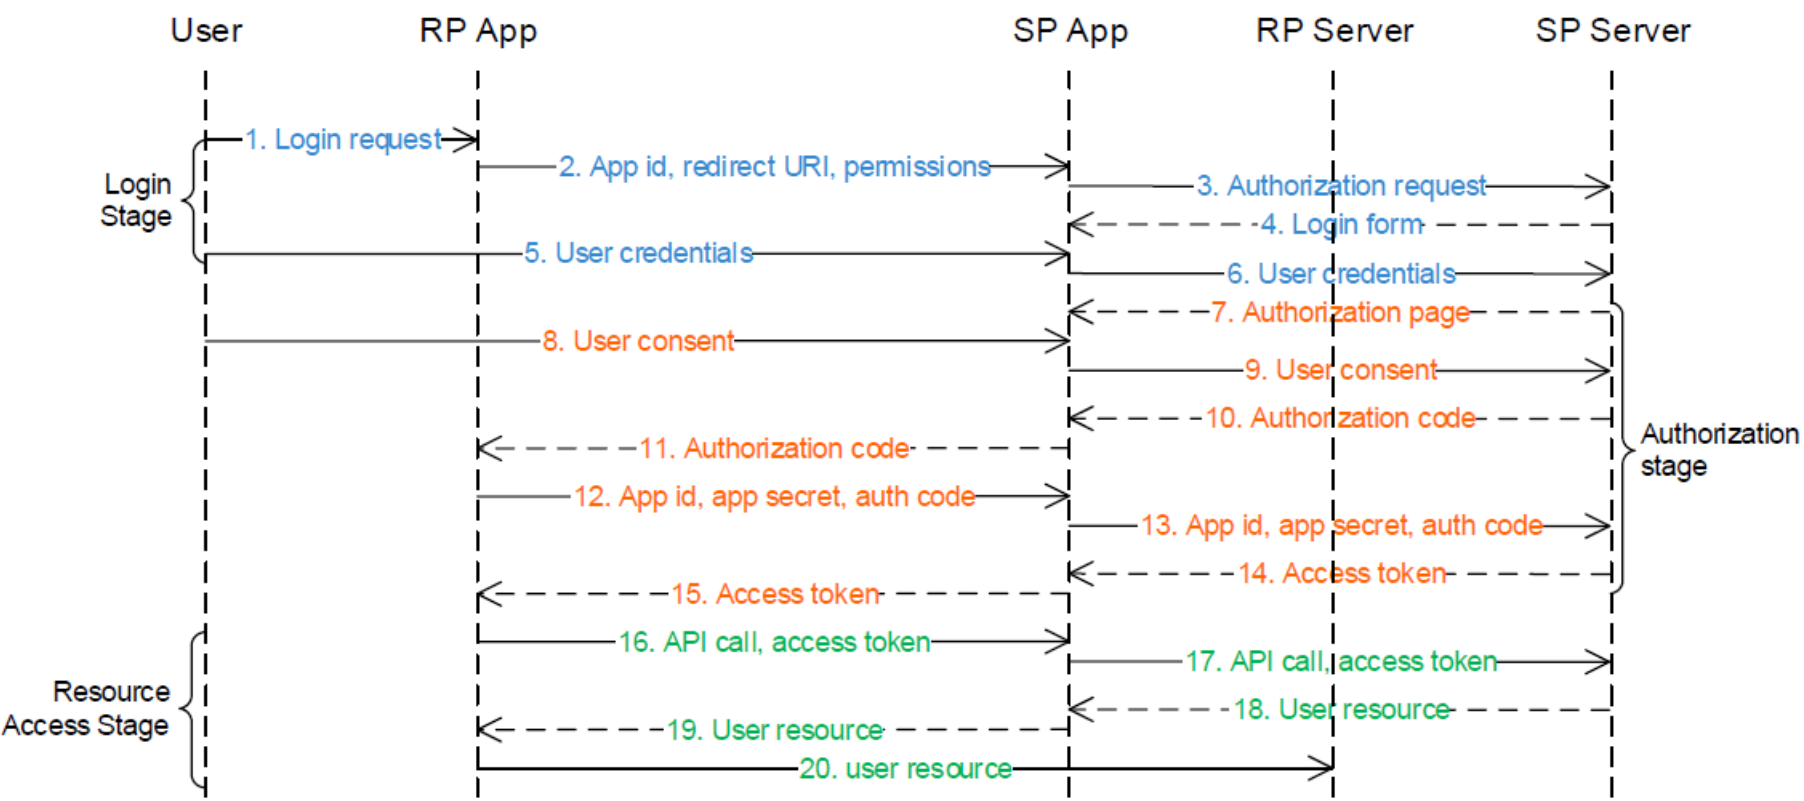 User
RP App
SP App
RP Server
SP Server
1. Login request
2. App id, redirect URI, permissions
Login
Stage
3. Authorization request
4. Login form
5. User credentials
6. User credentials
7. Authorization page
8. User consent
9. User consent
10. Authorization code
11. Authorization code
Authorization
stage
12. App id, app secret, auth code
13. App id, app secret, auth code
14. Access token
15. Access token
16. API call, access token
17. API call, access token
Resource
Access Stage
18. User resource
19. User resource
20. user resource